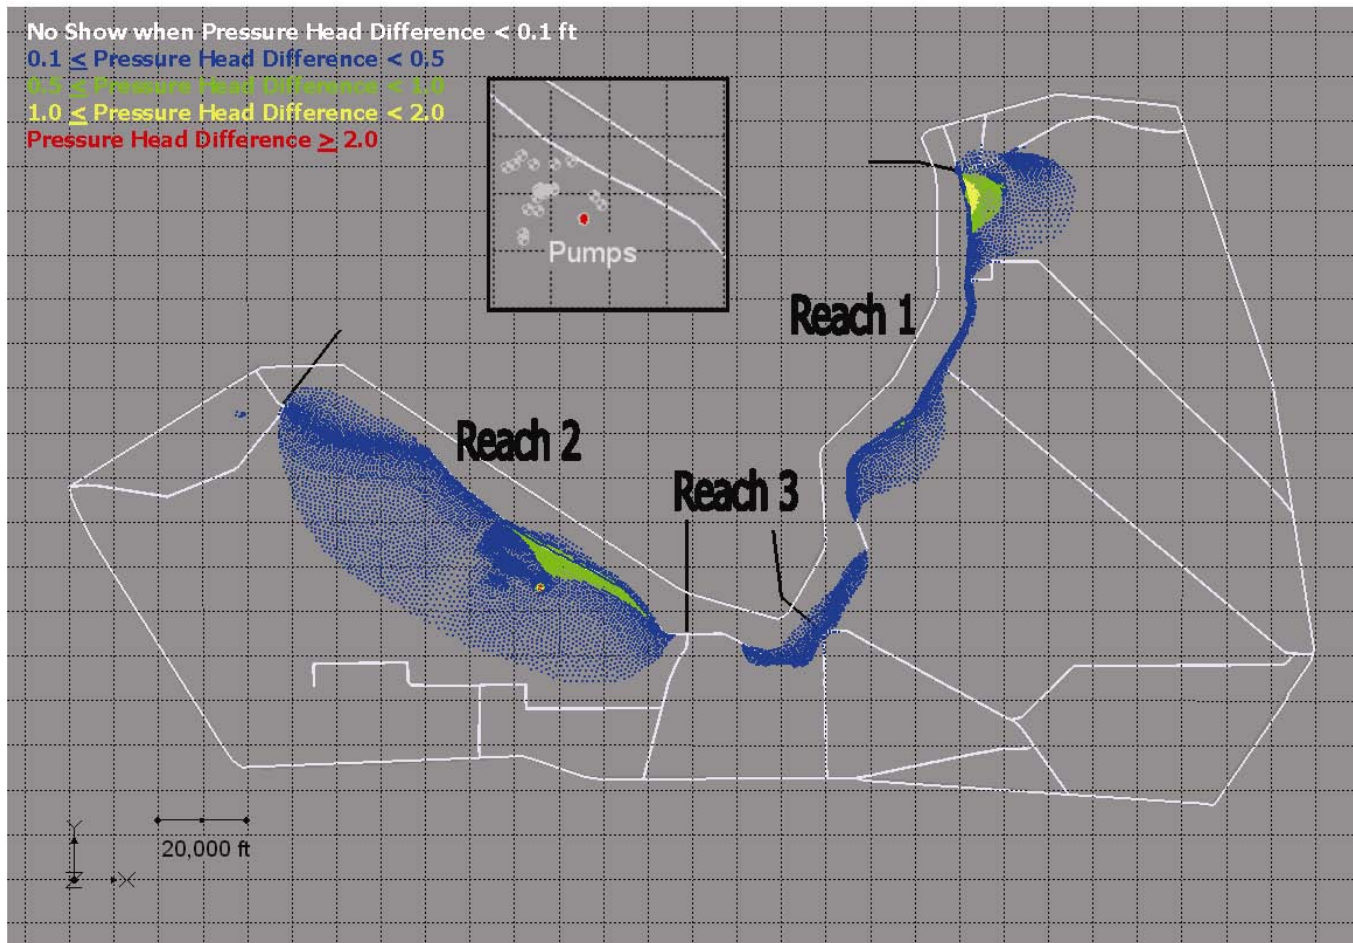 No Show when Pressure Head Difference < 0.1 ft
0.1 ≤ Pressure Head Difference < 0.5
0.5 ≤ Pressure Head Difference < 1.0
1.0 ≤ Pressure Head Difference < 2.0
Pressure Head Difference ≥ 2.0
Pumps
Reach 1
Reach 2
Reach 3
Y
20,000 ft
Z X